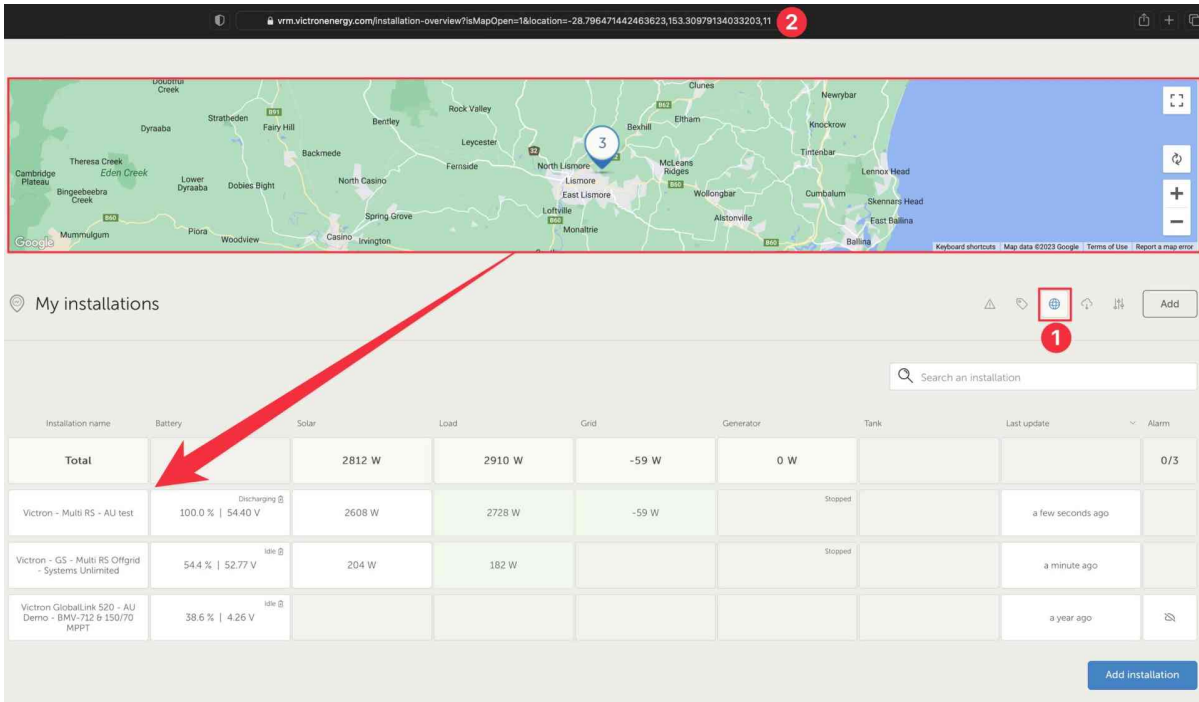 vrm.victronenergy.com/installation-overview?isMapOpen=1&location=-28.796471442463623,153.30979134033203,11
2
Doubtful
Creek
Clunes
Newrybar
B91
Stratheden
Fairy Hill
Bentley
Rock Valley
B62
Bexhill
Eltham
Knockrow
Dyraaba
Backmede
Leycester
32
3
Tintenbar
Theresa Creek
Eden Creek
Cambridge
Plateau
Bingeebeebra
Creek
Lower
Dyraaba
Dobies Bight
North Casino
Fernside
North Lismore
Lismore
East Lismore
McLeans
Ridges
B60
Wollongbar
Lennox Head
Cumbalum
Skennars Head
B60
Mummulgum
Piora
Woodview
Casino
Irvington
Spring Grove
Loftville
B60
Monaltrie
Alstonville
B60
East Ballina
Ballina
Google
Keyboard shortcuts
Map data ©2023 Google
Terms of Use
Report a map error
My installations
Add
1
Search an installation
Installation name Battery Solar Load Grid Generator Tank Last update Alarm
Total 2812 W 2910 W -59 W 0 W 0/3
Discharging
Stopped
Victron - Multi RS - AU test 100.0 % | 54.40 V 2608 W 2728 W -59 W a few seconds ago
Idle
Stopped
Victron - GS - Multi RS Offgrid
- Systems Unlimited
54.4 % | 52.77 V 204 W 182 W a minute ago
Idle
Victron GlobalLink 520 - AU
Demo - BMV-712 & 150/70
MPPT
38.6 % | 4.26 V a year ago
Add installation